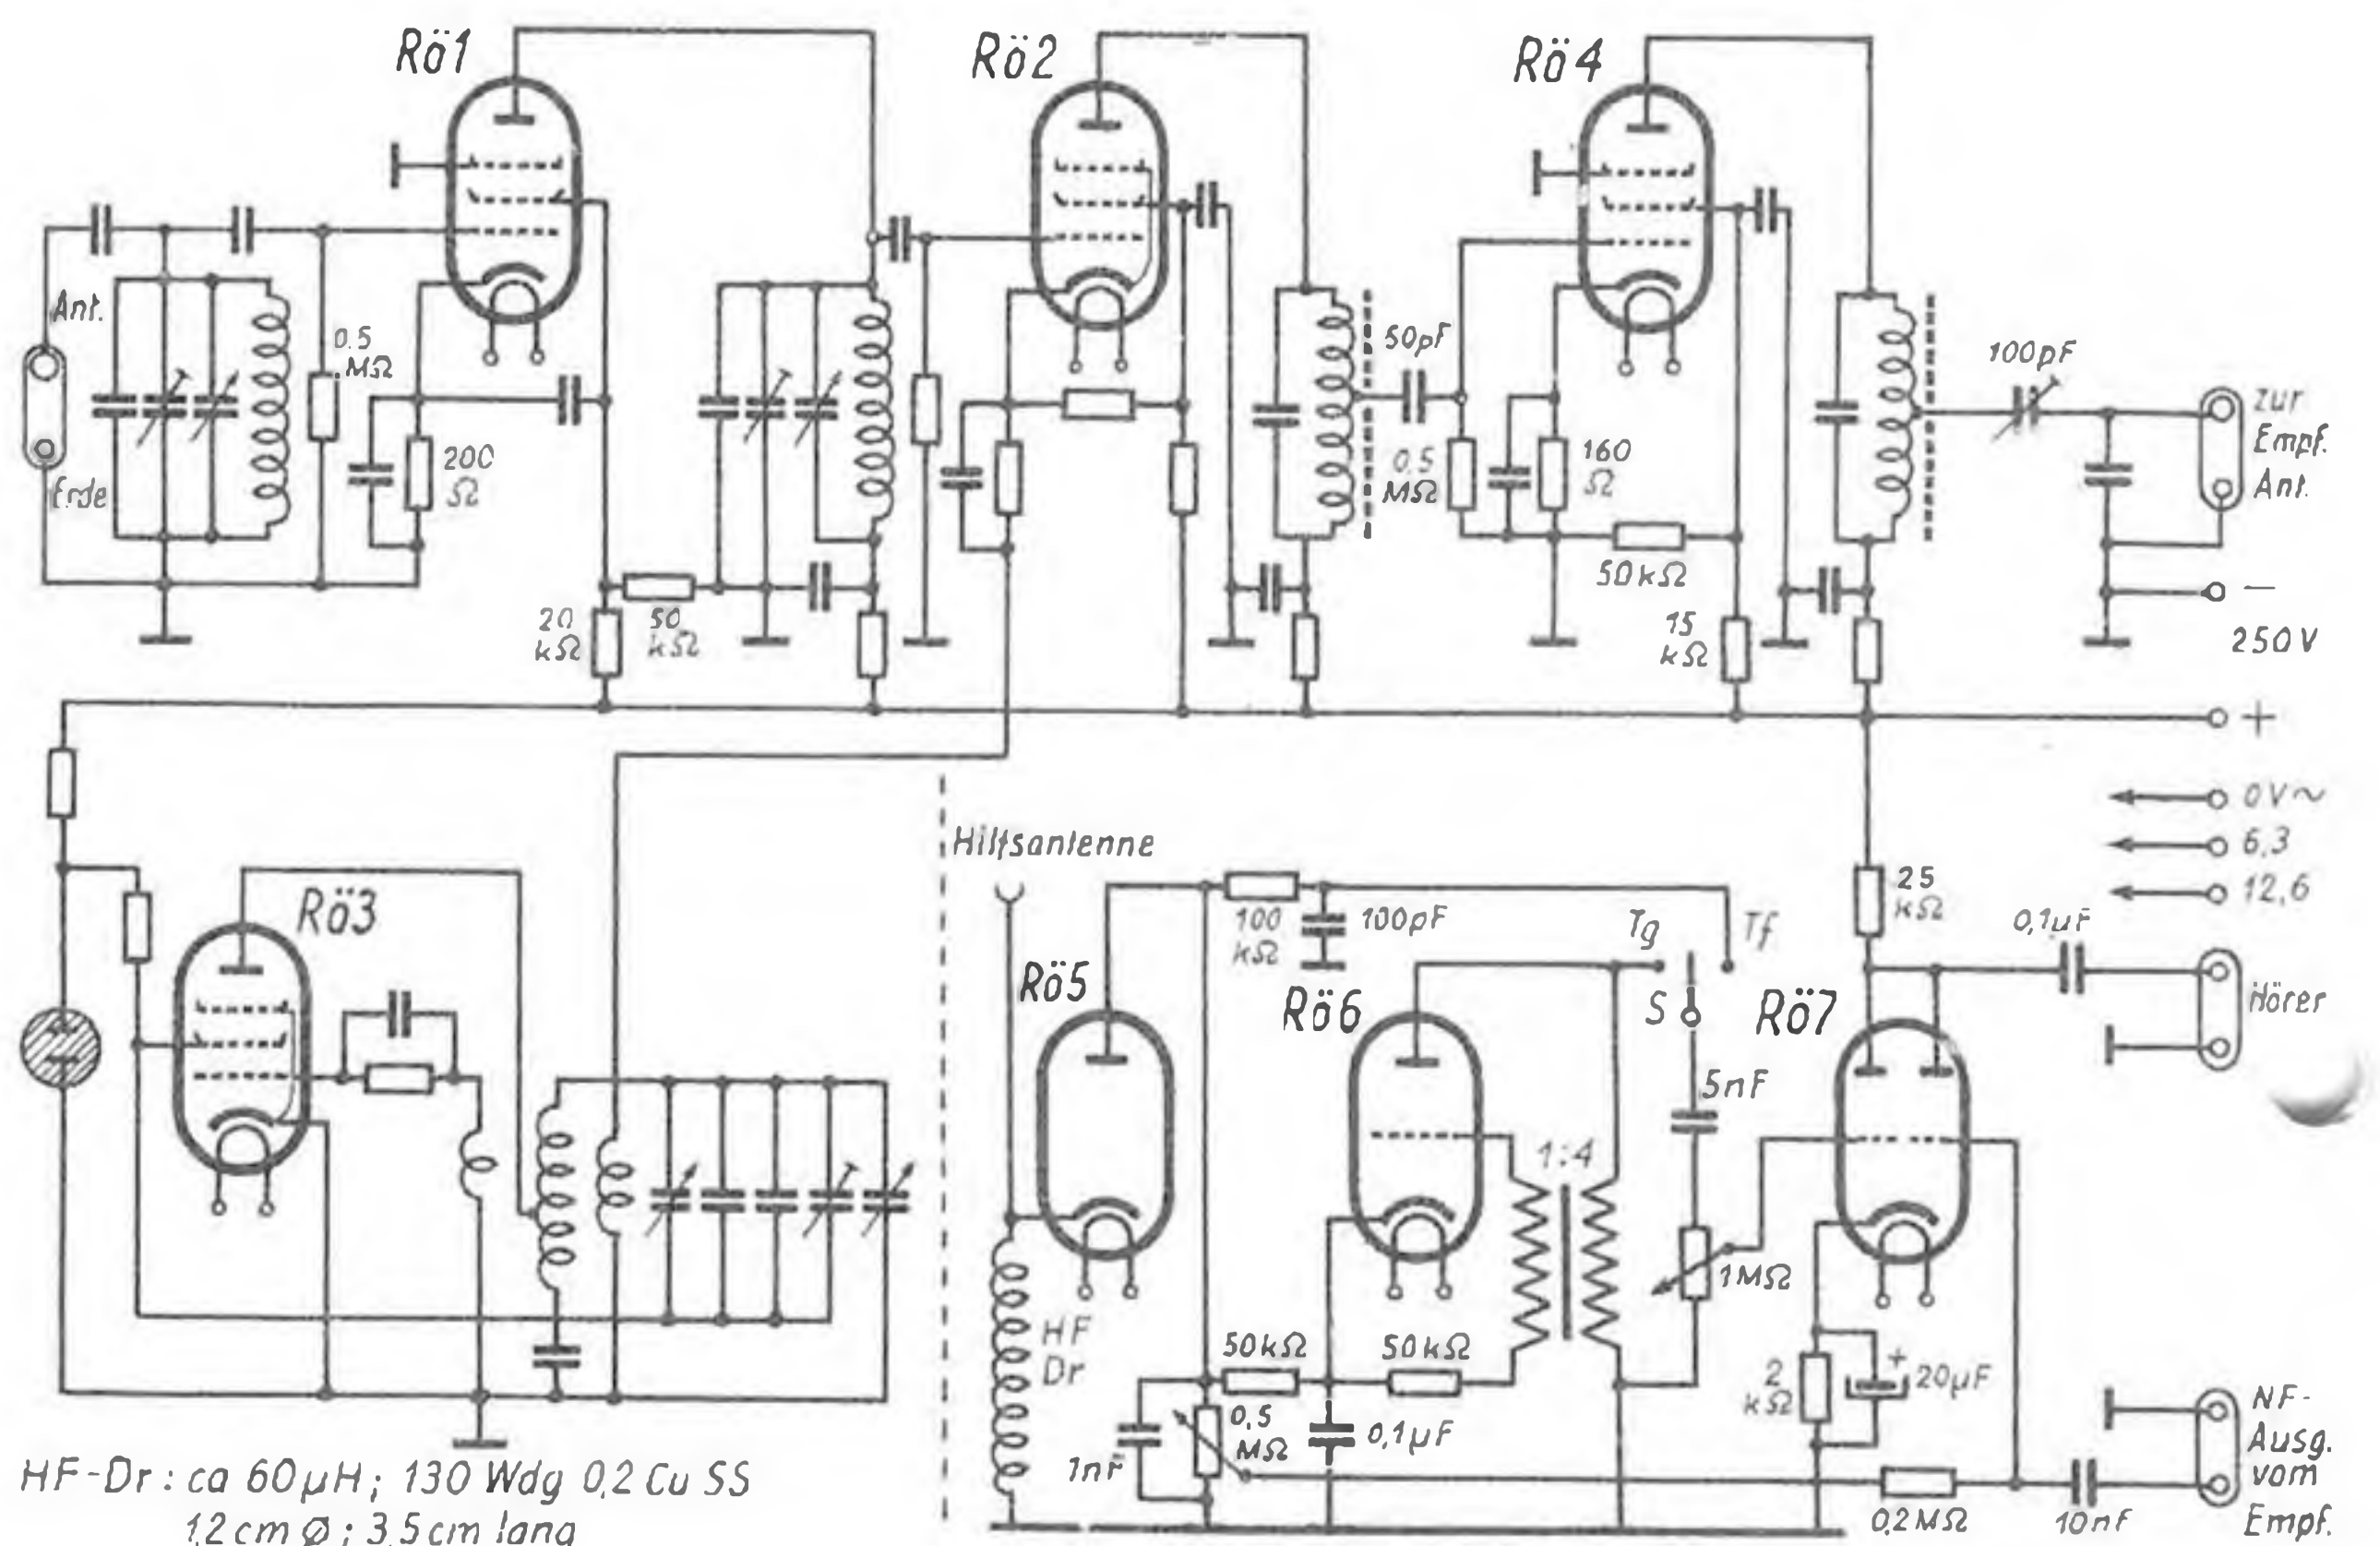 Rö1
Rö2
Rö4
Ant.
Erde
0.5
MΩ
200
Ω
20
kΩ
50
kΩ
50pF
0.5
MΩ
160
Ω
50kΩ
15
kΩ
100pF
zur
Empf.
Ant.
—
250V
+
0V~
6,3
12,6
Hilfsantenne
Rö3
Rö5
100
kΩ
100pF
Tg
Tf
S
Rö6
Rö7
25
kΩ
0,1µF
Hörer
5nF
1:4
1MΩ
HF
Dr
50kΩ
50kΩ
1nF
0,5
MΩ
0,1µF
2
kΩ
+
20µF
0,2MΩ
10nF
NF-
Ausg.
vom
Empf.
HF-Dr: ca 60µH; 130 Wdg 0,2 Cu SS
1,2cm Ø; 3,5cm lang